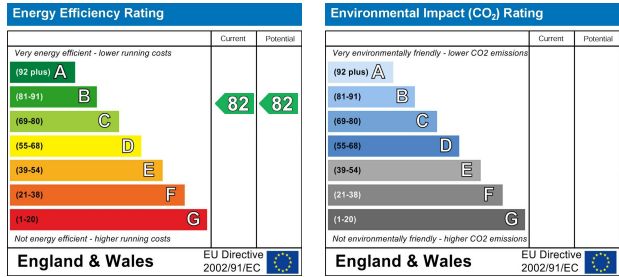 Energy Efficiency Rating
Current Potential
Very energy efficient - lower running costs
(92 plus) A
(81-91) B
82 82
(69-80) C
(55-68) D
(39-54) E
(21-38) F
(1-20) G
Not energy efficient - higher running costs
England & Wales
EU Directive
2002/91/EC
Environmental Impact (CO₂) Rating
Current Potential
Very environmentally friendly - lower CO2 emissions
(92 plus) A
(81-91) B
(69-80) C
(55-68) D
(39-54) E
(21-38) F
(1-20) G
Not environmentally friendly - higher CO2 emissions
England & Wales
EU Directive
2002/91/EC